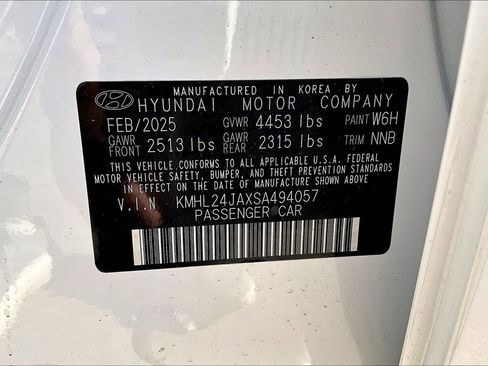 MANUFACTURED IN KOREA BY
HYUNDAI MOTOR COMPANY
FEB/2025 GVWR 4453 lbs PAINT W6H
GAWR FRONT 2513 lbs GAWR REAR 2315 lbs TRIM NNB
THIS VEHICLE CONFORMS TO ALL APPLICABLE U.S.A. FEDERAL
MOTOR VEHICLE SAFETY, BUMPER, AND THEFT PREVENTION STANDARDS
IN EFFECT ON THE DATE OF MANUFACTURE SHOWN ABOVE.
V.I.N KMHL24JAXSA494057
PASSENGER CAR